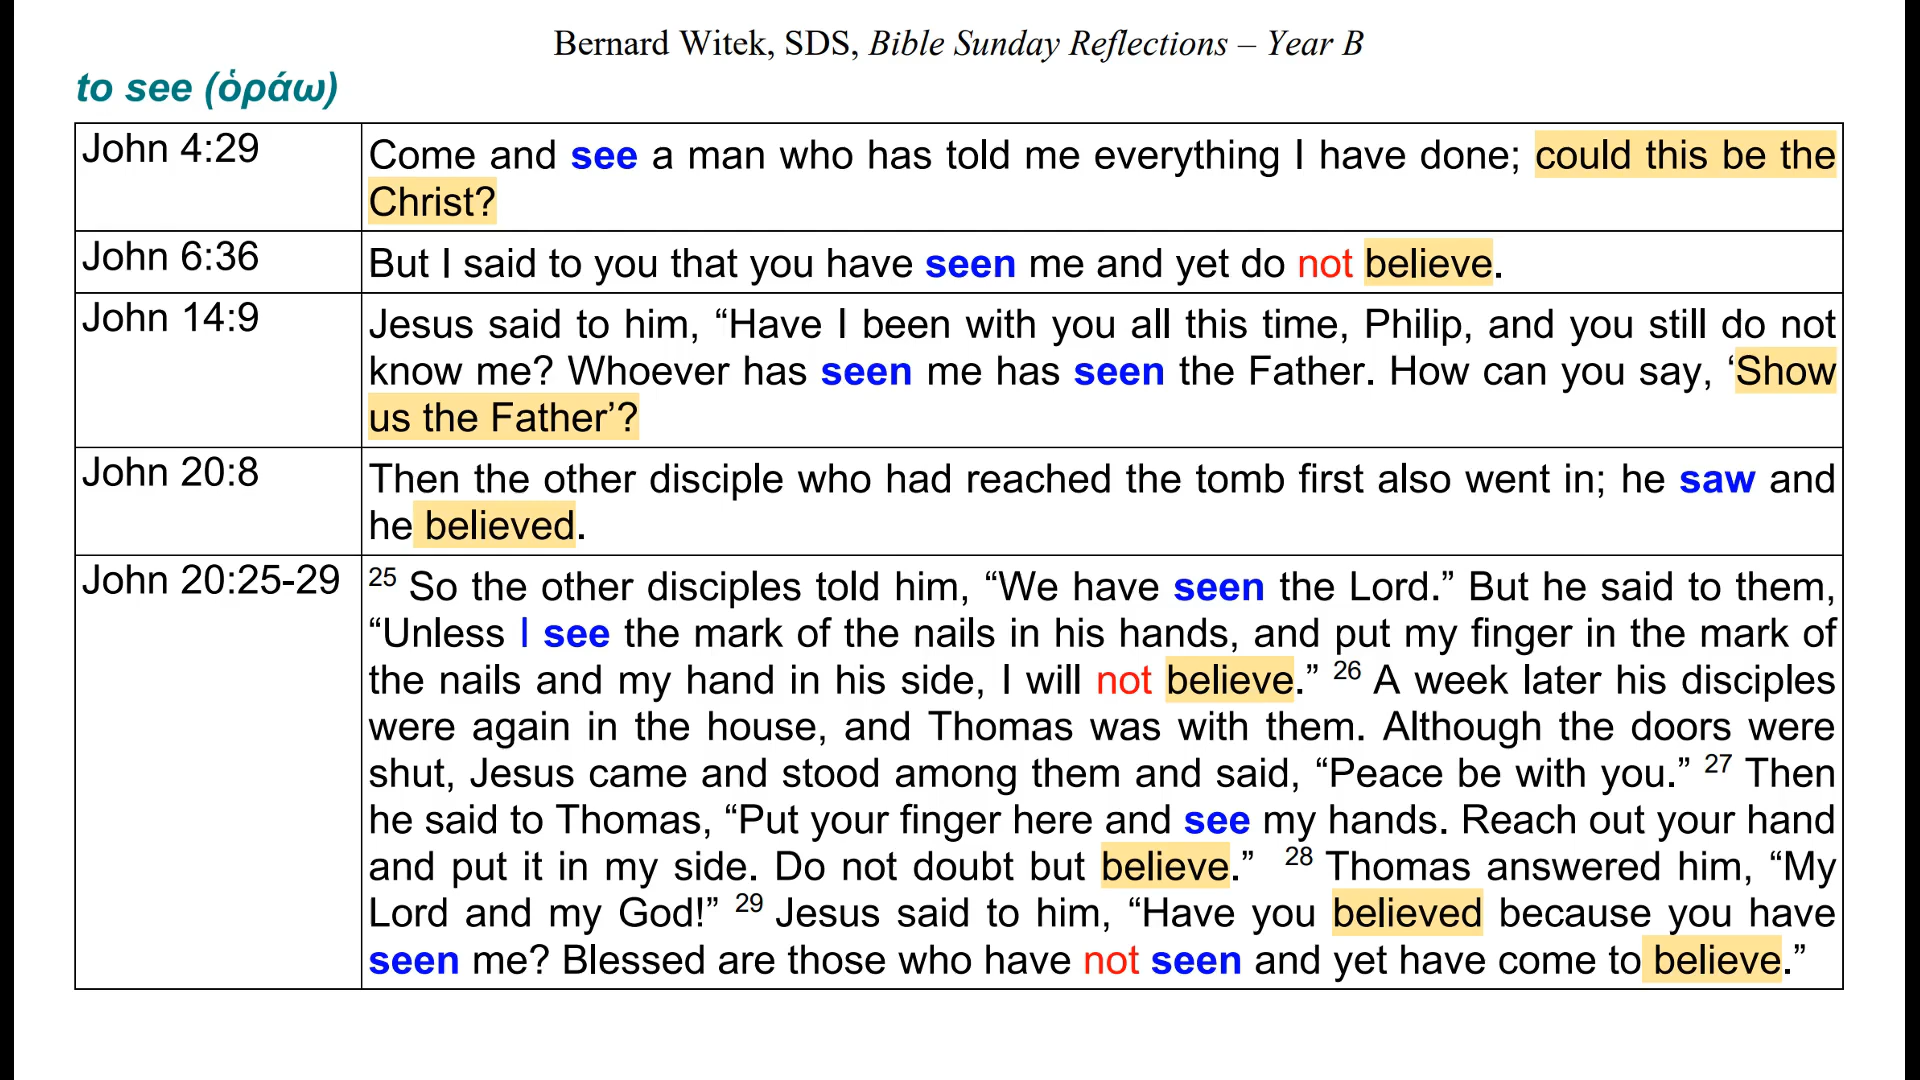 Bernard Witek, SDS, Bible Sunday Reflections – Year B
to see (ὁράω)
John 4:29
Come and see a man who has told me everything I have done; could this be the
Christ?
John 6:36
But I said to you that you have seen me and yet do not believe.
John 14:9
Jesus said to him, “Have I been with you all this time, Philip, and you still do not
know me? Whoever has seen me has seen the Father. How can you say, ‘Show
us the Father’?
John 20:8
Then the other disciple who had reached the tomb first also went in; he saw and
he believed.
John 20:25-29
25 So the other disciples told him, “We have seen the Lord.” But he said to them,
“Unless I see the mark of the nails in his hands, and put my finger in the mark of
the nails and my hand in his side, I will not believe.” 26 A week later his disciples
were again in the house, and Thomas was with them. Although the doors were
shut, Jesus came and stood among them and said, “Peace be with you.” 27 Then
he said to Thomas, “Put your finger here and see my hands. Reach out your hand
and put it in my side. Do not doubt but believe.” 28 Thomas answered him, “My
Lord and my God!” 29 Jesus said to him, “Have you believed because you have
seen me? Blessed are those who have not seen and yet have come to believe.”